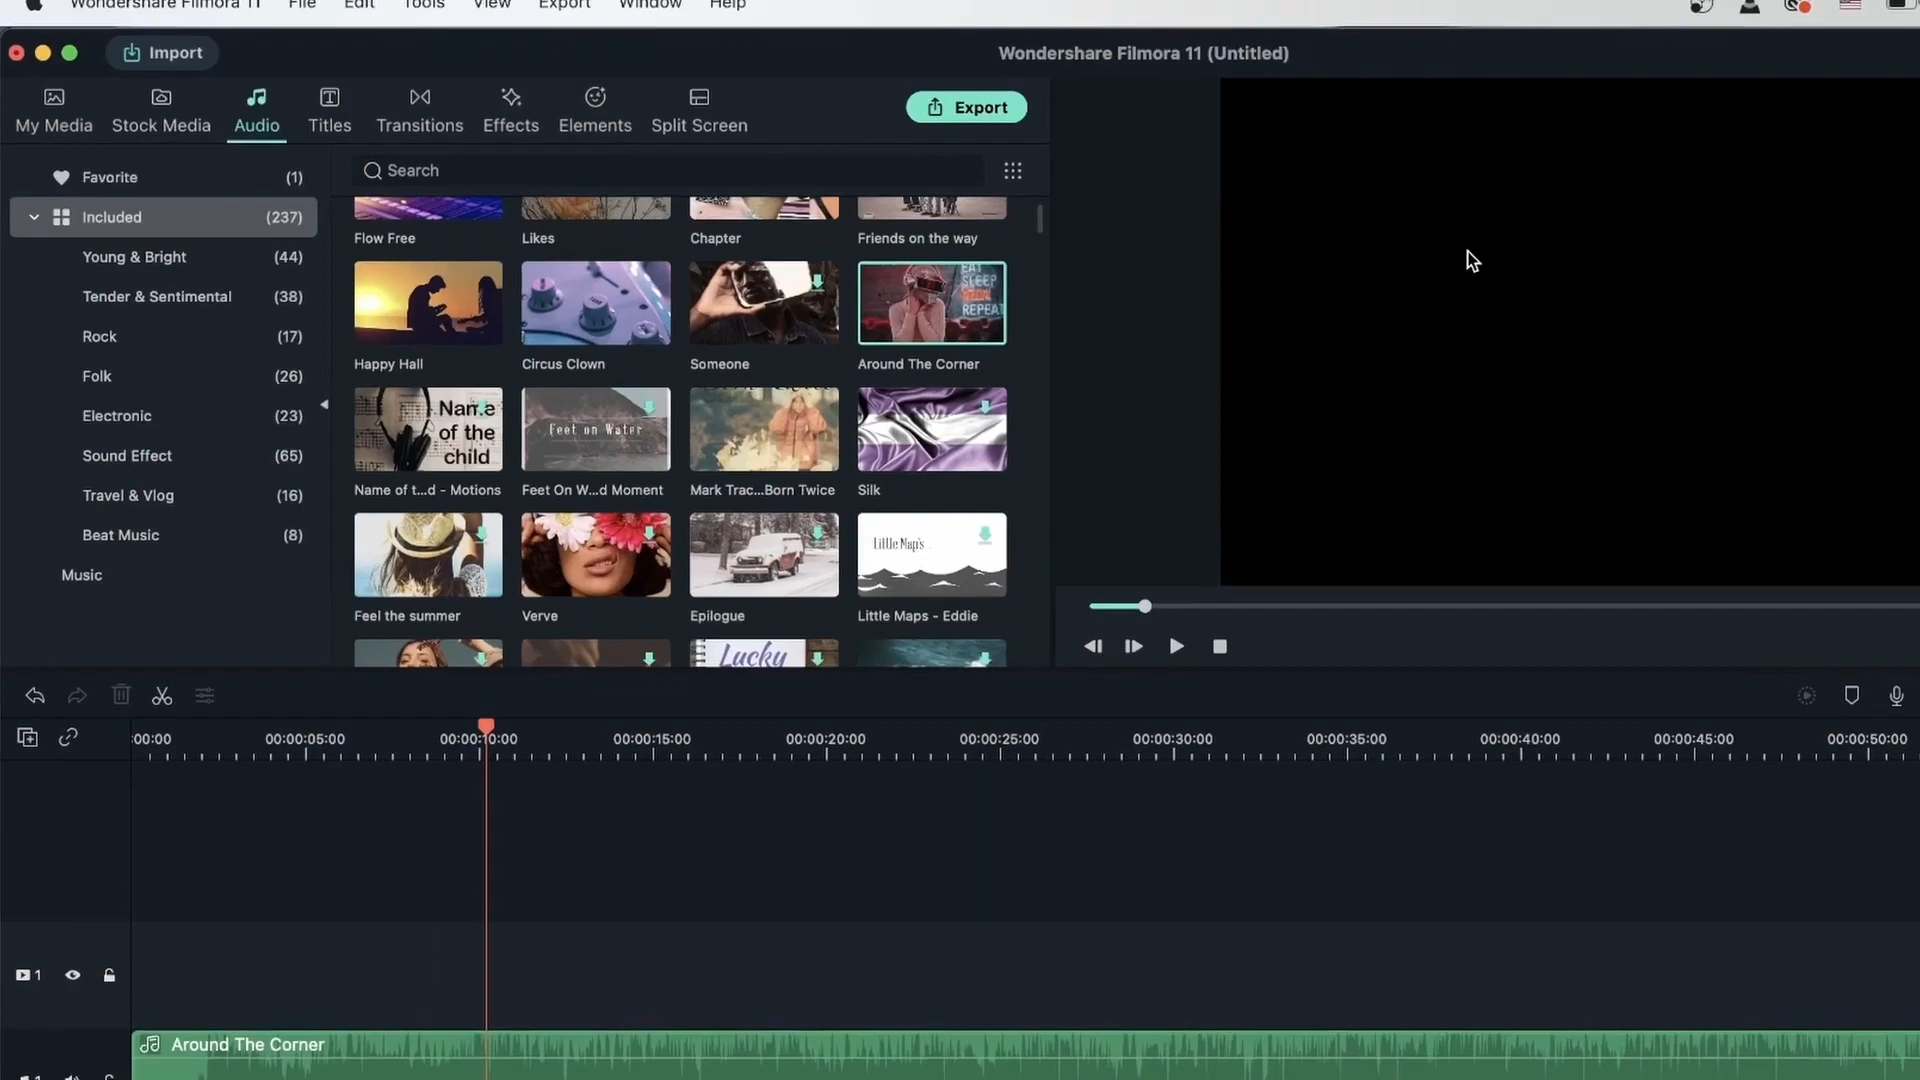 Wondershare Filmora 11 File Edit Tools View Export Window Help
Import
Wondershare Filmora 11 (Untitled)
My Media Stock Media Audio Titles Transitions Effects Elements Split Screen
Export
Favorite (1)
Included (237)
Young & Bright (44)
Tender & Sentimental (38)
Rock (17)
Folk (26)
Electronic (23)
Sound Effect (65)
Travel & Vlog (16)
Beat Music (8)
Music
Search
Flow Free Likes Chapter Friends on the way
EAT
SLEEP
REPEAT
Happy Hall Circus Clown Someone Around The Corner
Name
of the
child
Feet on Water
Name of t...d - Motions Feet On W...d Moment Mark Trac...Born Twice Silk
Little Maps
Feel the summer Verve Epilogue Little Maps - Eddie
Lucky
:00:00 00:00:05:00 00:00:10:00 00:00:15:00 00:00:20:00 00:00:25:00 00:00:30:00 00:00:35:00 00:00:40:00 00:00:45:00 00:00:50:00
1
Around The Corner